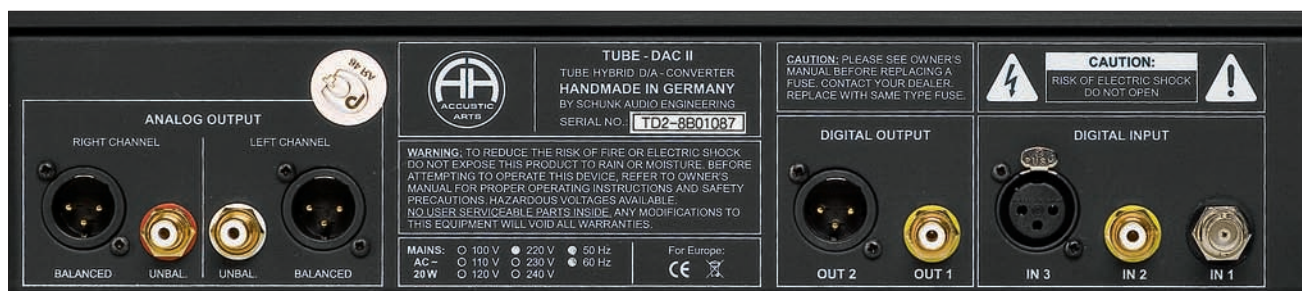 ANALOG OUTPUT
RIGHT CHANNEL
LEFT CHANNEL
BALANCED
UNBAL.
UNBAL.
BALANCED
ACCUSTIC
ARTS
TUBE - DAC II
TUBE HYBRID D/A - CONVERTER
HANDMADE IN GERMANY
BY SCHUNK AUDIO ENGINEERING
SERIAL NO.: TD2-8B01087
WARNING: TO REDUCE THE RISK OF FIRE OR ELECTRIC SHOCK
DO NOT EXPOSE THIS PRODUCT TO RAIN OR MOISTURE. BEFORE
ATTEMPTING TO OPERATE THIS DEVICE, REFER TO OWNER'S
MANUAL FOR PROPER OPERATING INSTRUCTIONS AND SAFETY
PRECAUTIONS. HAZARDOUS VOLTAGES AVAILABLE.
NO USER SERVICEABLE PARTS INSIDE, ANY MODIFICATIONS TO
THIS EQUIPMENT WILL VOID ALL WARRANTIES.
MAINS: 100 V 220 V 50 Hz
AC~ 110 V 230 V 60 Hz
20 W 120 V 240 V
For Europe:
CE
CAUTION: PLEASE SEE OWNER'S
MANUAL BEFORE REPLACING A
FUSE. CONTACT YOUR DEALER.
REPLACE WITH SAME TYPE FUSE.
CAUTION:
RISK OF ELECTRIC SHOCK
DO NOT OPEN
DIGITAL OUTPUT
OUT 2
OUT 1
DIGITAL INPUT
PUSH
IN 3
IN 2
IN 1